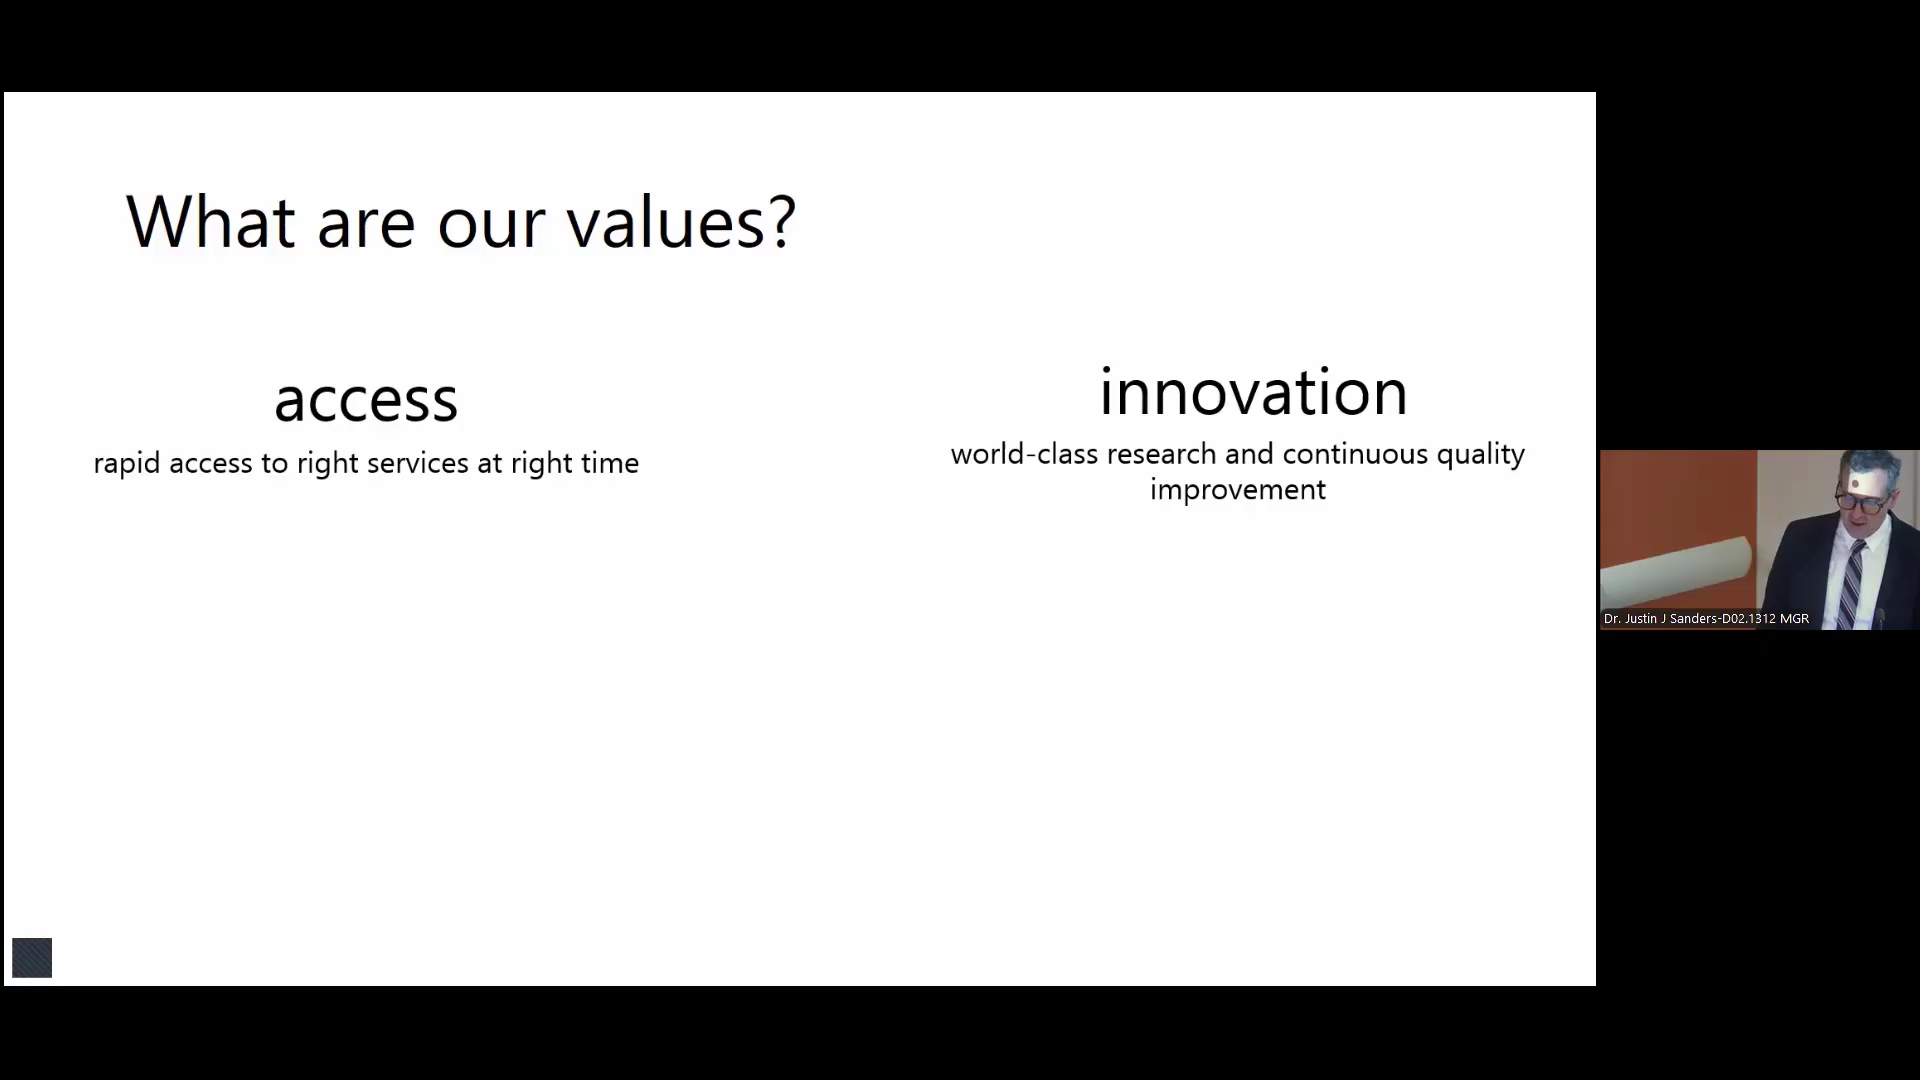 What are our values?
access
rapid access to right services at right time
innovation
world-class research and continuous quality
improvement
Dr. Justin J Sanders-D02.1312 MGR